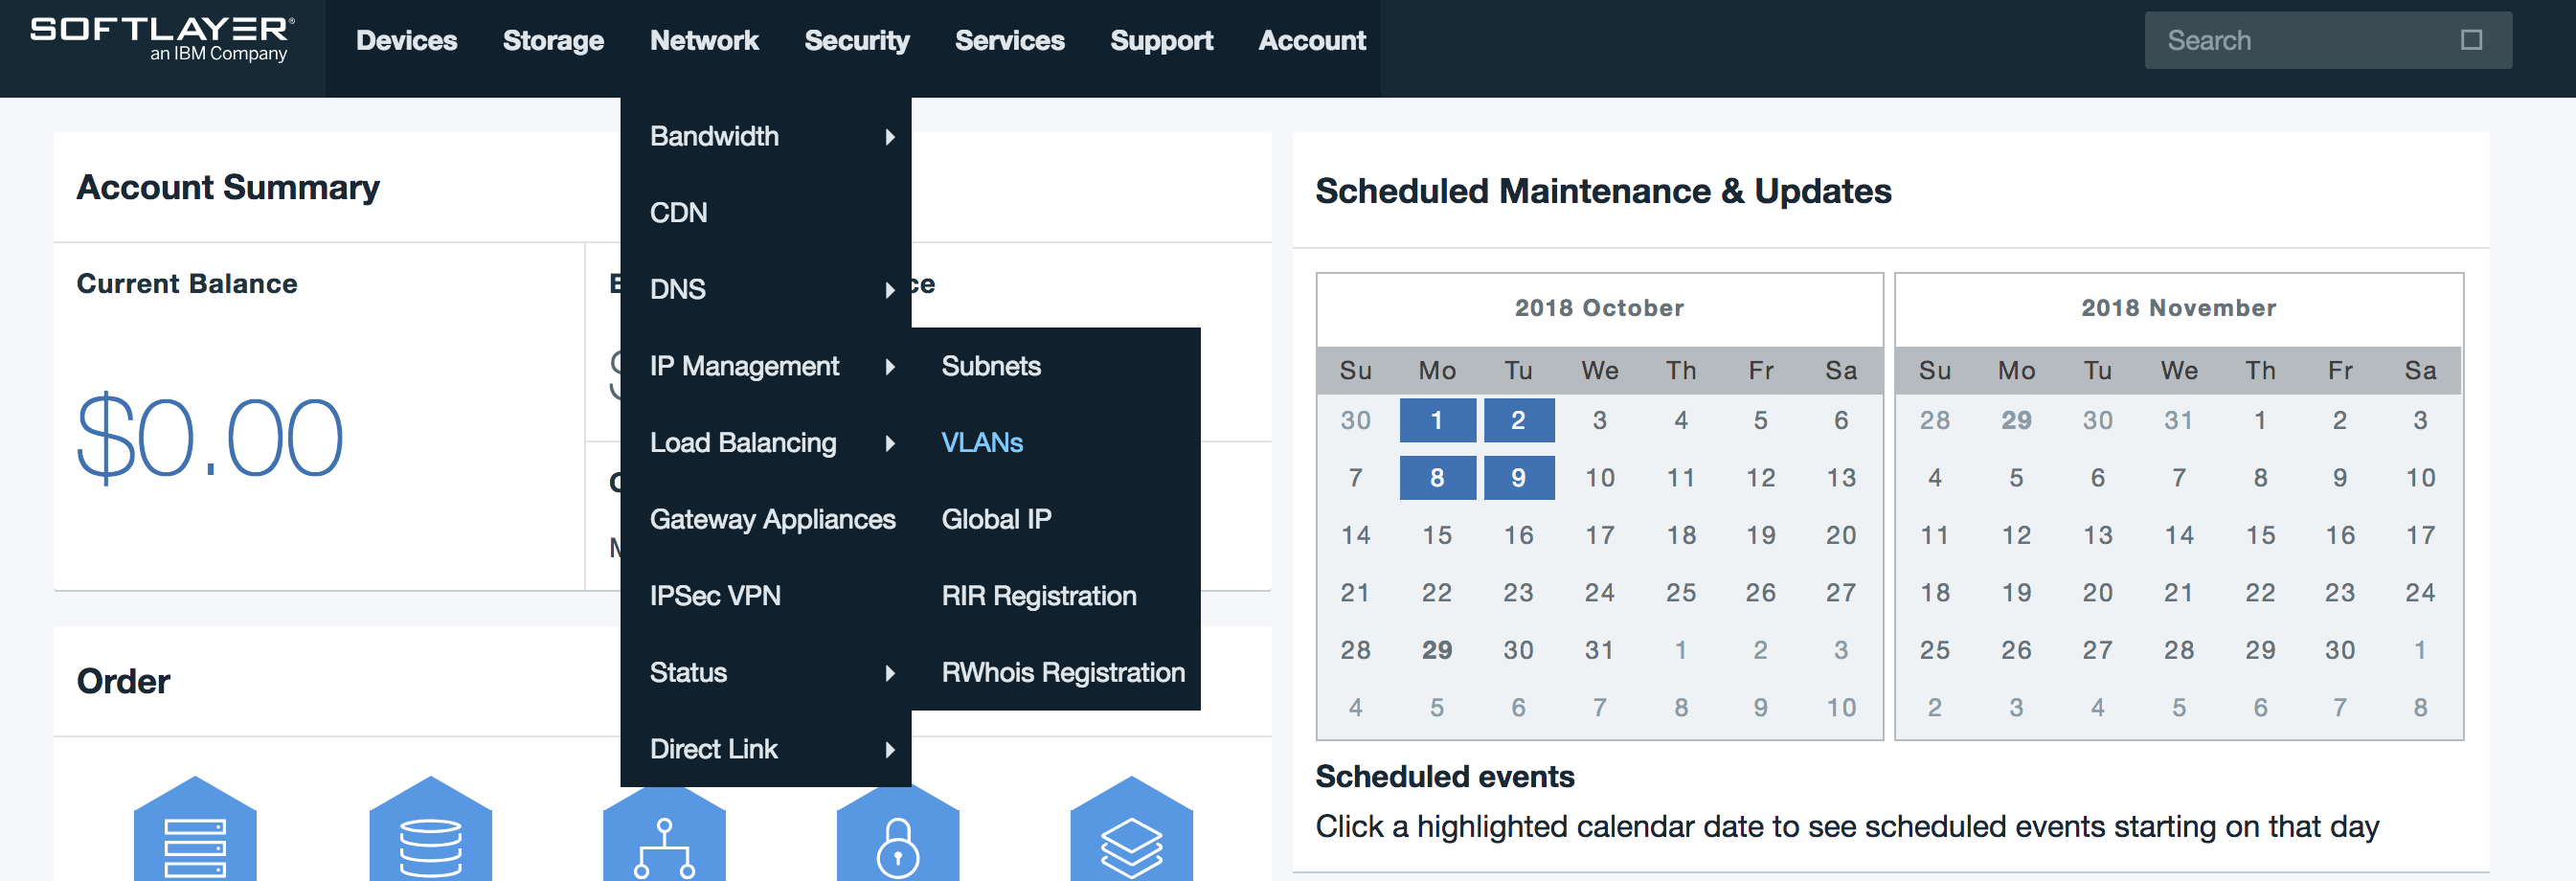 SOFTLAYER®
an IBM Company
Devices Storage Network Security Services Support Account
Search
Bandwidth
CDN
DNS
IP Management
Load Balancing
Gateway Appliances
IPSec VPN
Status
Direct Link
Subnets
VLANs
Global IP
RIR Registration
RWhois Registration
Account Summary
Current Balance
$0.00
Order
Scheduled Maintenance & Updates
2018 October
Su Mo Tu We Th Fr Sa
30 1 2 3 4 5 6
7 8 9 10 11 12 13
14 15 16 17 18 19 20
21 22 23 24 25 26 27
28 29 30 31 1 2 3
4 5 6 7 8 9 10
2018 November
Su Mo Tu We Th Fr Sa
28 29 30 31 1 2 3
4 5 6 7 8 9 10
11 12 13 14 15 16 17
18 19 20 21 22 23 24
25 26 27 28 29 30 1
2 3 4 5 6 7 8
Scheduled events
Click a highlighted calendar date to see scheduled events starting on that day